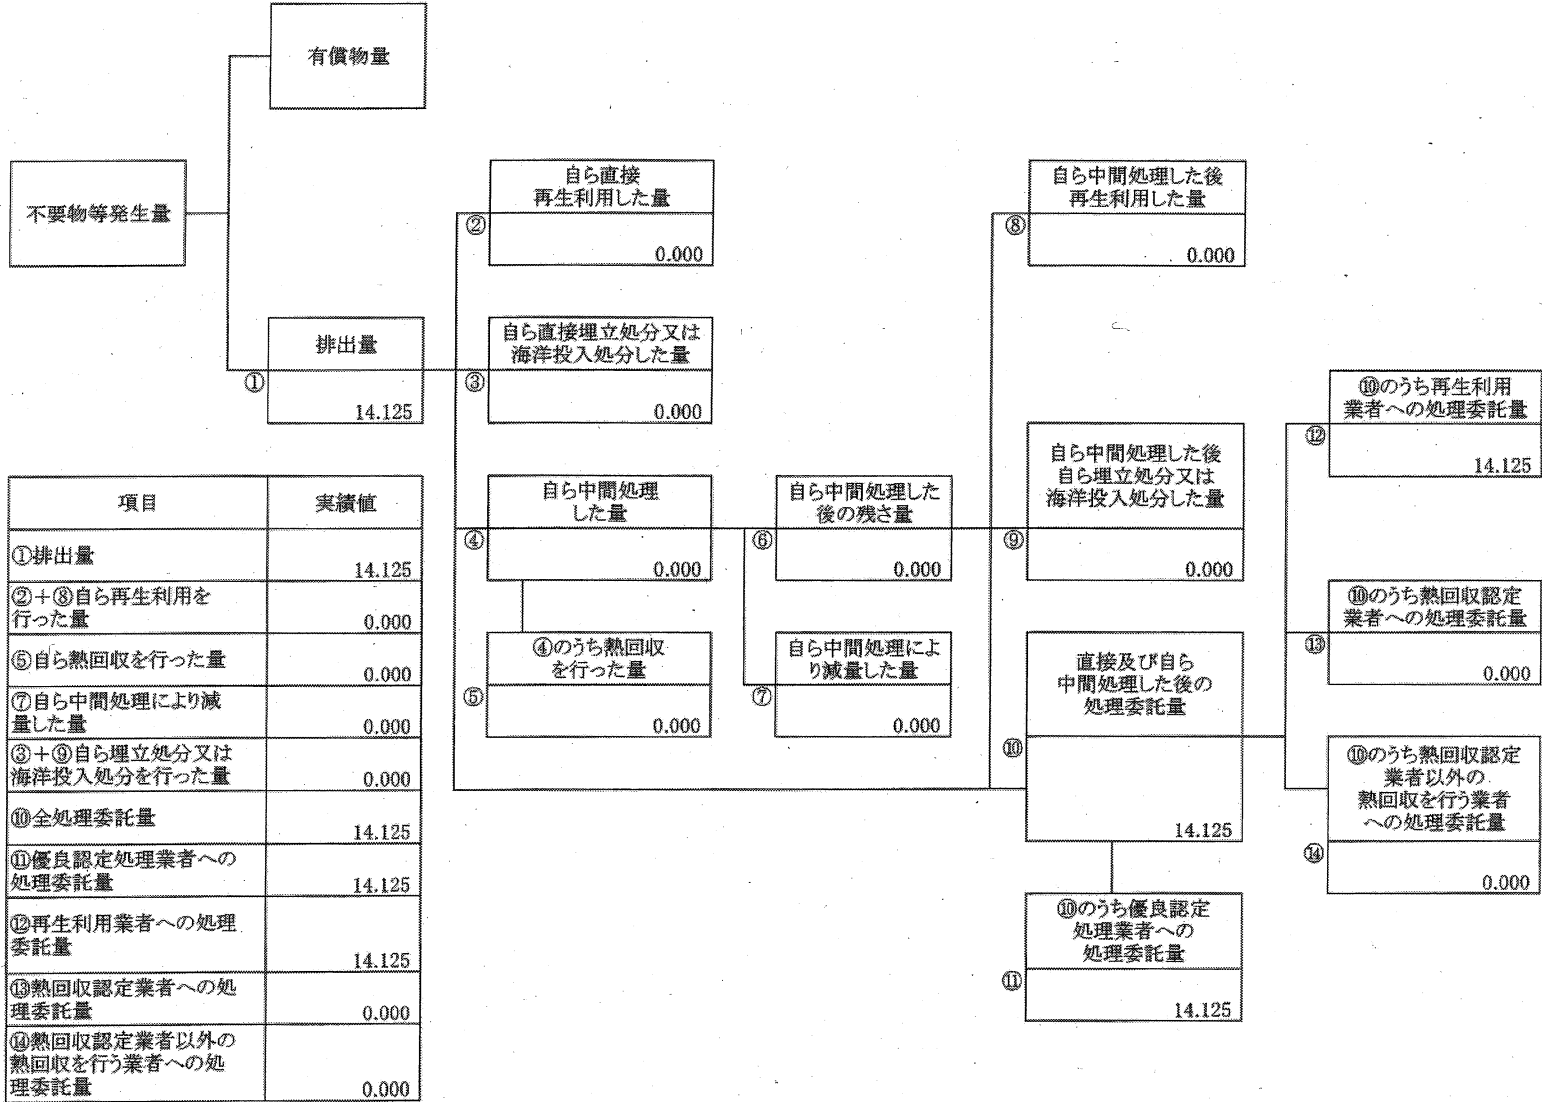 有償物量
不要物等発生量
排出量
①
14.125
自ら直接
再生利用した量
②
0.000
自ら直接埋立処分又は
海洋投入処分した量
③
0.000
自ら中間処理
した量
④
0.000
④のうち熱回収
を行った量
⑤
0.000
自ら中間処理した
後の残さ量
⑥
0.000
自ら中間処理によ
り減量した量
⑦
0.000
自ら中間処理した後
再生利用した量
⑧
0.000
自ら中間処理した後
自ら埋立処分又は
海洋投入処分した量
⑨
0.000
直接及び自ら
中間処理した後の
処理委託量
⑩
14.125
⑩のうち優良認定
処理業者への
処理委託量
⑪
14.125
⑩のうち再生利用
業者への処理委託量
⑫
14.125
⑩のうち熱回収認定
業者への処理委託量
⑬
0.000
⑩のうち熱回収認定
業者以外の
熱回収を行う業者
への処理委託量
⑭
0.000
項目 実績値
①排出量
14.125
②+⑧自ら再生利用を
行った量
0.000
⑤自ら熱回収を行った量
0.000
⑦自ら中間処理により減
量した量
0.000
③+⑨自ら埋立処分又は
海洋投入処分を行った量
0.000
⑩全処理委託量
14.125
⑪優良認定処理業者への
処理委託量
14.125
⑫再生利用業者への処理
委託量
14.125
⑬熱回収認定業者への処
理委託量
0.000
⑭熱回収認定業者以外の
熱回収を行う業者への処
理委託量
0.000